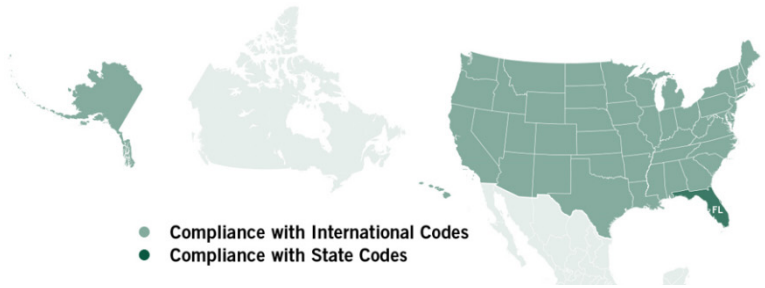 FL
Compliance with International Codes
Compliance with State Codes